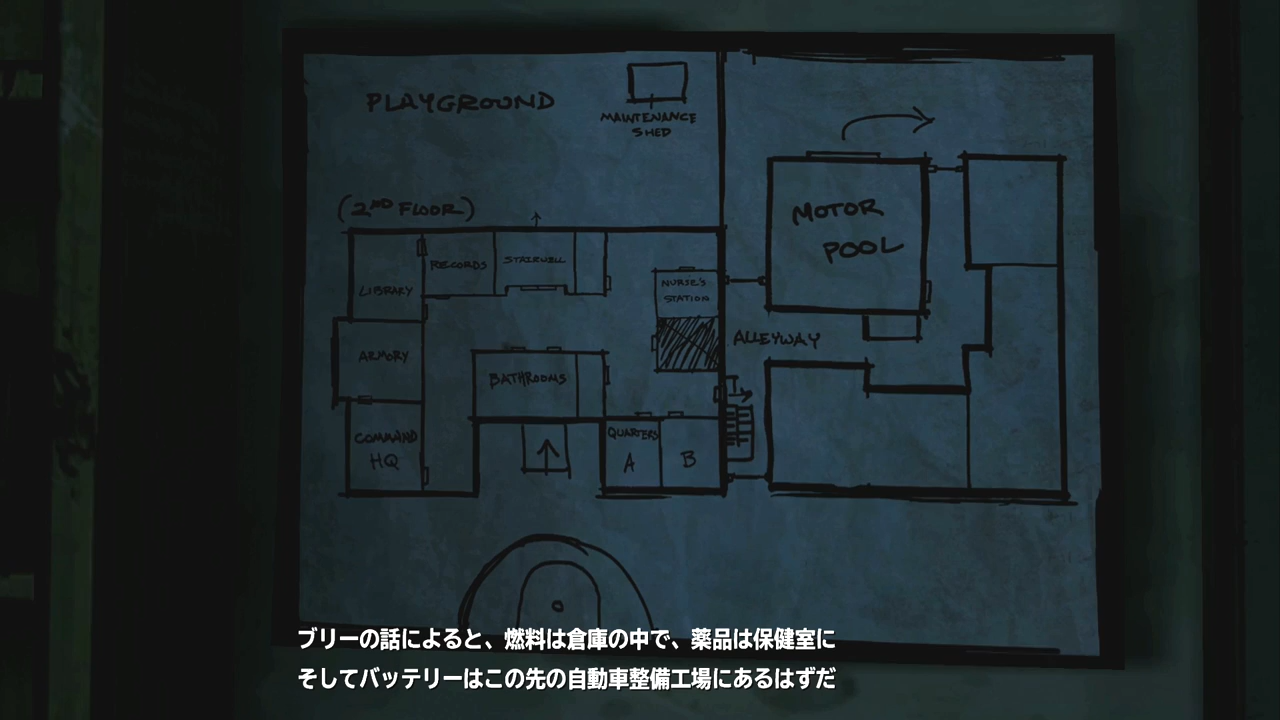 PLAYGROUND
MAINTENANCE
SHED
(2ND FLOOR)
MOTOR
POOL
RECORDS
STAIRWELL
LIBRARY
NURSE'S
STATION
ALLEYWAY
ARMORY
BATHROOMS
COMMAND
HQ
QUARTERS
A
B
ブリーの話によると、燃料は倉庫の中で、薬品は保健室に
そしてバッテリーはこの先の自動車整備工場にあるはずだ